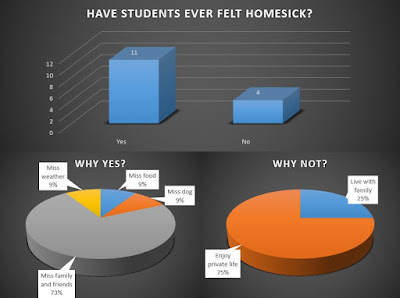 HAVE STUDENTS EVER FELT HOMESICK?
11
4
12
10
8
6
4
2
0
Yes
No
WHY YES?
Miss
weather
9%
Miss food
9%
Miss dog
9%
Miss family
and friends
73%
WHY NOT?
Live with
family
25%
Enjoy
private life
75%